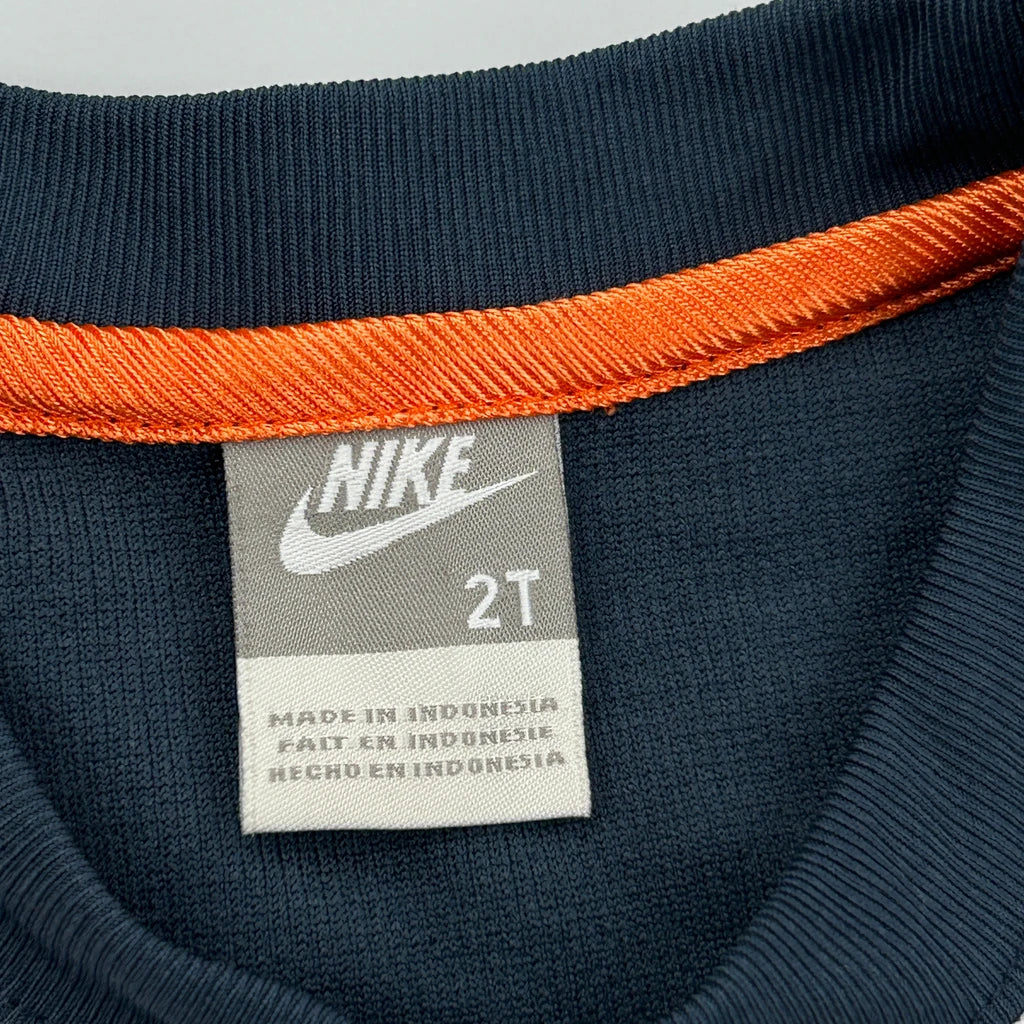 NIKE
2T
MADE IN INDONESIA
FAIT EN INDONESIE
HECHO EN INDONESIA